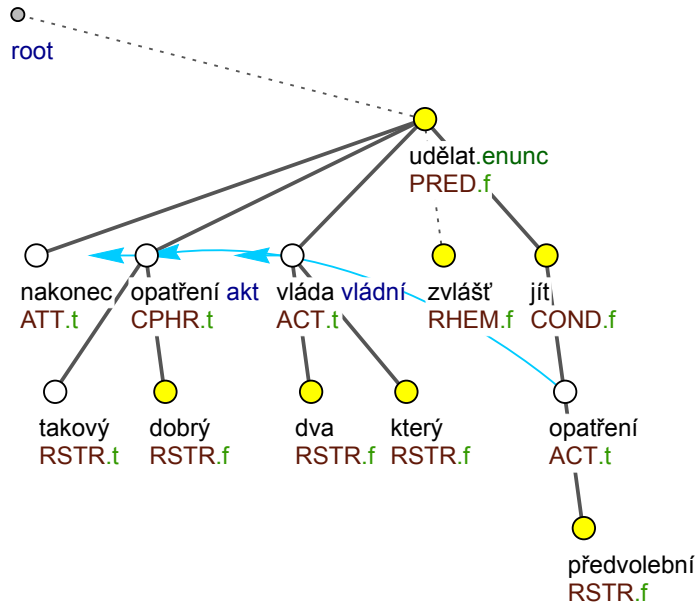 root
udělat.enunc
PRED.f
nakonec opatření akt vláda vládní zvlášť jít
ATT.t CPHR.t ACT.t RHEM.f COND.f
takový dobrý dva který opatření
RSTR.t RSTR.f RSTR.f RSTR.f ACT.t
předvolební
RSTR.f